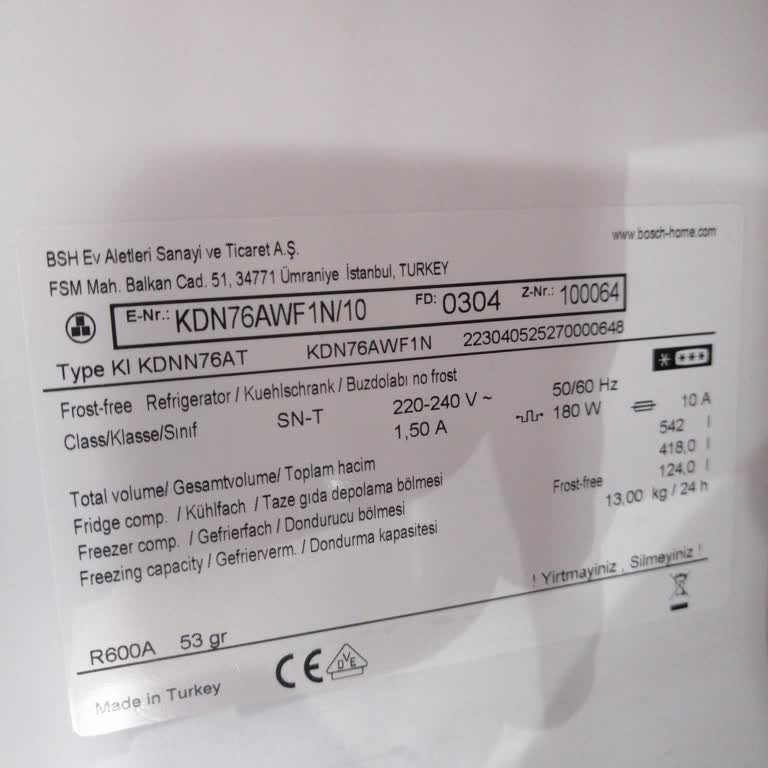 BSH Ev Aletleri Sanayi ve Ticaret A.Ş.
www.bosch-home.com
FSM Mah. Balkan Cad. 51, 34771 Ümraniye İstanbul, TURKEY
E-Nr.: KDN76AWF1N/10 FD: 0304 Z-Nr.: 100064
Type KI KDNN76AT KDN76AWF1N 223040525270000648
Frost-free Refrigerator / Kuehlschrank / Buzdolabı no frost
Class/Klasse/Sınıf SN-T 220-240 V ~ 50/60 Hz 10 A
1,50 A 180 W
Total volume/ Gesamtvolume/ Toplam hacim 542 l
Fridge comp. / Kühlfach / Taze gıda depolama bölmesi 418,0 l
Freezer comp. / Gefrierfach / Dondurucu bölmesi Frost-free 124,0 l
Freezing capacity / Gefrierverm. / Dondurma kapasitesi 13,00 kg / 24 h
! Yirtmayiniz , Silmeyiniz !
R600A 53 gr
Made in Turkey CE DVE